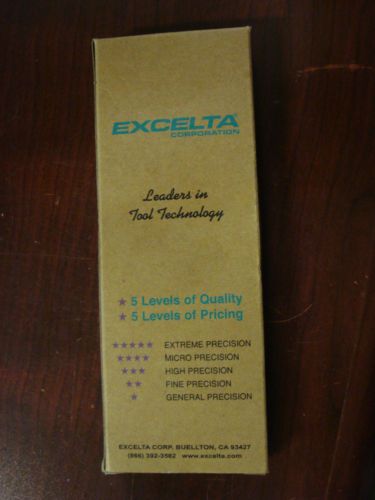 EXCELTA
CORPORATION
Leaders in
Tool Technology
★ 5 Levels of Quality
★ 5 Levels of Pricing
★★★★★ EXTREME PRECISION
★★★★ MICRO PRECISION
★★★ HIGH PRECISION
★★ FINE PRECISION
★ GENERAL PRECISION
EXCELTA CORP. BUELLTON, CA 93427
(866) 392-3582 www.excelta.com